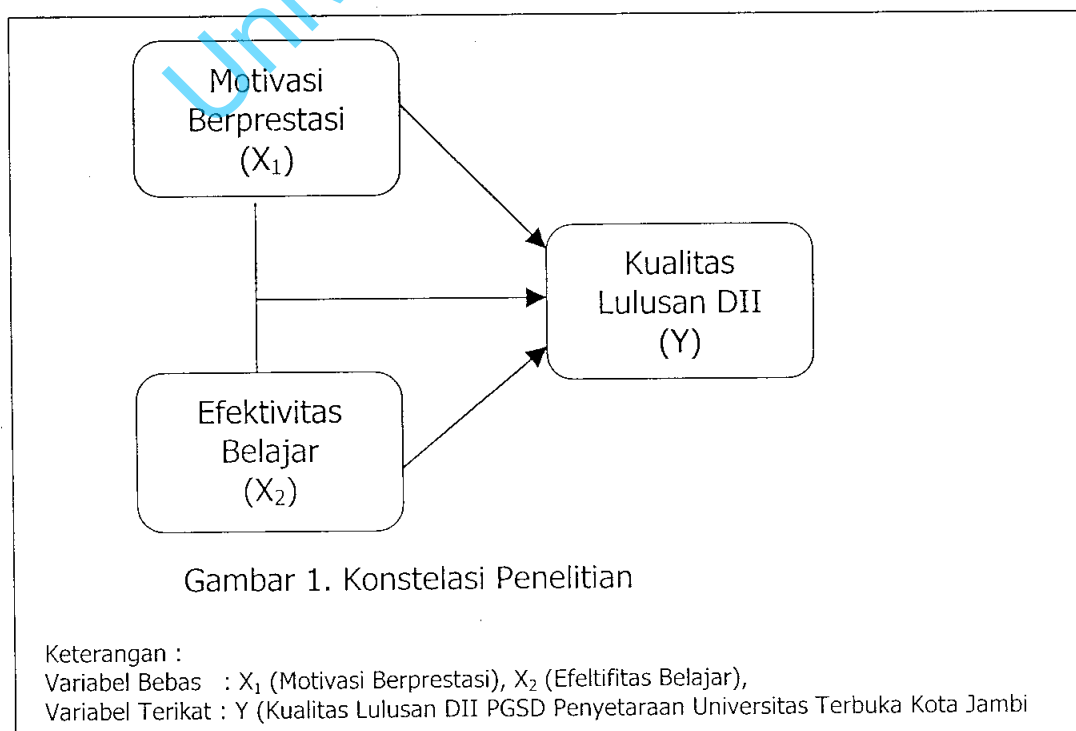 Motivasi
Berprestasi
(X₁)
Kualitas
Lulusan DII
(Y)
Efektivitas
Belajar
(X₂)
Gambar 1. Konstelasi Penelitian
Keterangan :
Variabel Bebas : X₁ (Motivasi Berprestasi), X₂ (Efeltifitas Belajar),
Variabel Terikat : Y (Kualitas Lulusan DII PGSD Penyetaraan Universitas Terbuka Kota Jambi